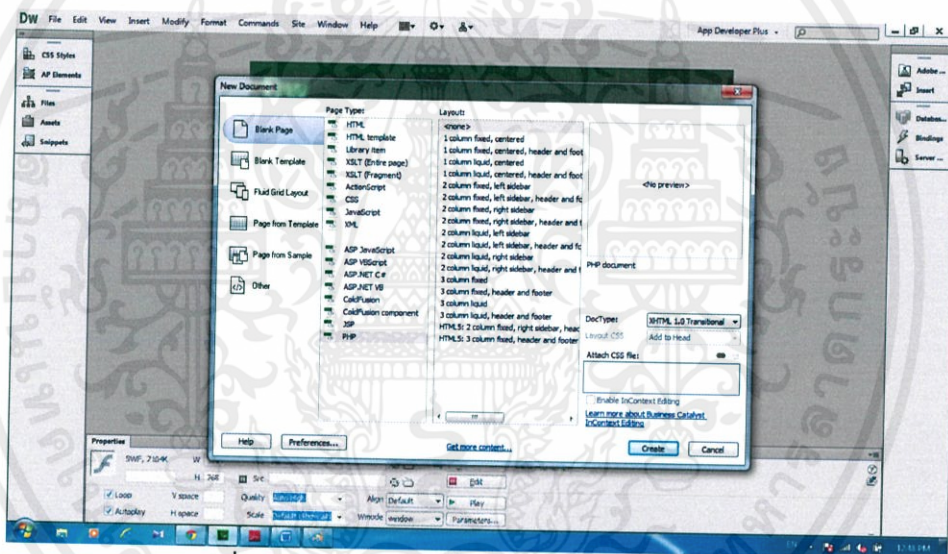 Dw File Edit View Insert Modify Format Commands Site Window Help App Developer Plus
CSS Styles
AP Elements
Files
Assets
Snippets
Adobe ...
Insert
Databas...
Bindings
Server ...
New Document
Blank Page
Blank Template
Fluid Grid Layout
Page from Template
Page from Sample
Other
Page Type:
HTML
HTML template
Library item
XSLT (Entire page)
XSLT (Fragment)
ActionScript
CSS
JavaScript
XML
ASP JavaScript
ASP VBScript
ASP.NET C#
ASP.NET VB
ColdFusion
ColdFusion component
JSP
PHP
Layout:
<none>
1 column fixed, centered
1 column fixed, centered, header and foot
1 column liquid, centered
1 column liquid, centered, header and foot
2 column fixed, left sidebar
2 column fixed, left sidebar, header and fo
2 column fixed, right sidebar
2 column fixed, right sidebar, header and f
2 column liquid, left sidebar
2 column liquid, left sidebar, header and fo
2 column liquid, right sidebar
2 column liquid, right sidebar, header and f
3 column fixed
3 column fixed, header and footer
3 column liquid
3 column liquid, header and footer
HTML5: 2 column fixed, right sidebar, head
HTML5: 3 column fixed, header and footer
<No preview>
PHP document
DocType: XHTML 1.0 Transitional
Layout CSS: Add to Head
Attach CSS file:
Enable InContext Editing
Learn more about Business Catalyst
InContext Editing
Help Preferences... Get more content... Create Cancel
Properties
SWF, 2104K W
H 368 Src Edit
Loop V space Quality Auto High Align Default Play
Autoplay H space Scale Wmode window Parameters...
EN